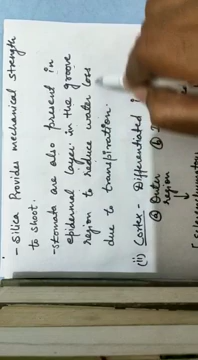 - Silica Provides mechanical strength
to shoot.
- Stomata are also present in
epidermal layer in the groove
region to reduce water loss
due to transpiration.
(ii) Cortex - Differentiated
(a) Outer (b)
region